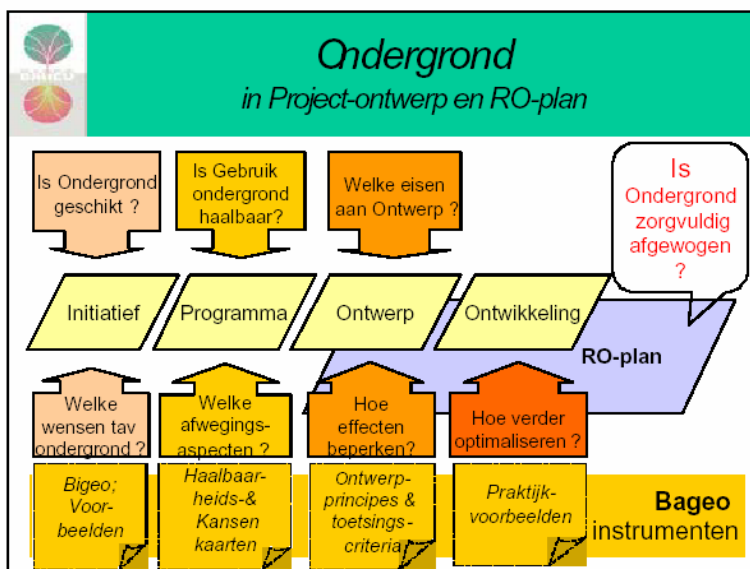 Ondergrond
in Project-ontwerp en RO-plan
Is Ondergrond
geschikt ?
Is Gebruik
ondergrond
haalbaar?
Welke eisen
aan Ontwerp ?
Is
Ondergrond
zorgvuldig
afgewogen
?
Initiatief
Programma
Ontwerp
Ontwikkeling
RO-plan
Welke
wensen tav
ondergrond ?
Welke
afwegings-
aspecten ?
Hoe
effecten
beperken?
Hoe verder
optimaliseren ?
Bigeo;
Voor-
beelden
Haalbaar-
heids-&
Kansen
kaarten
Ontwerp-
principes &
toetsings-
criteria
Praktijk-
voorbeelden
Bageo
instrumenten